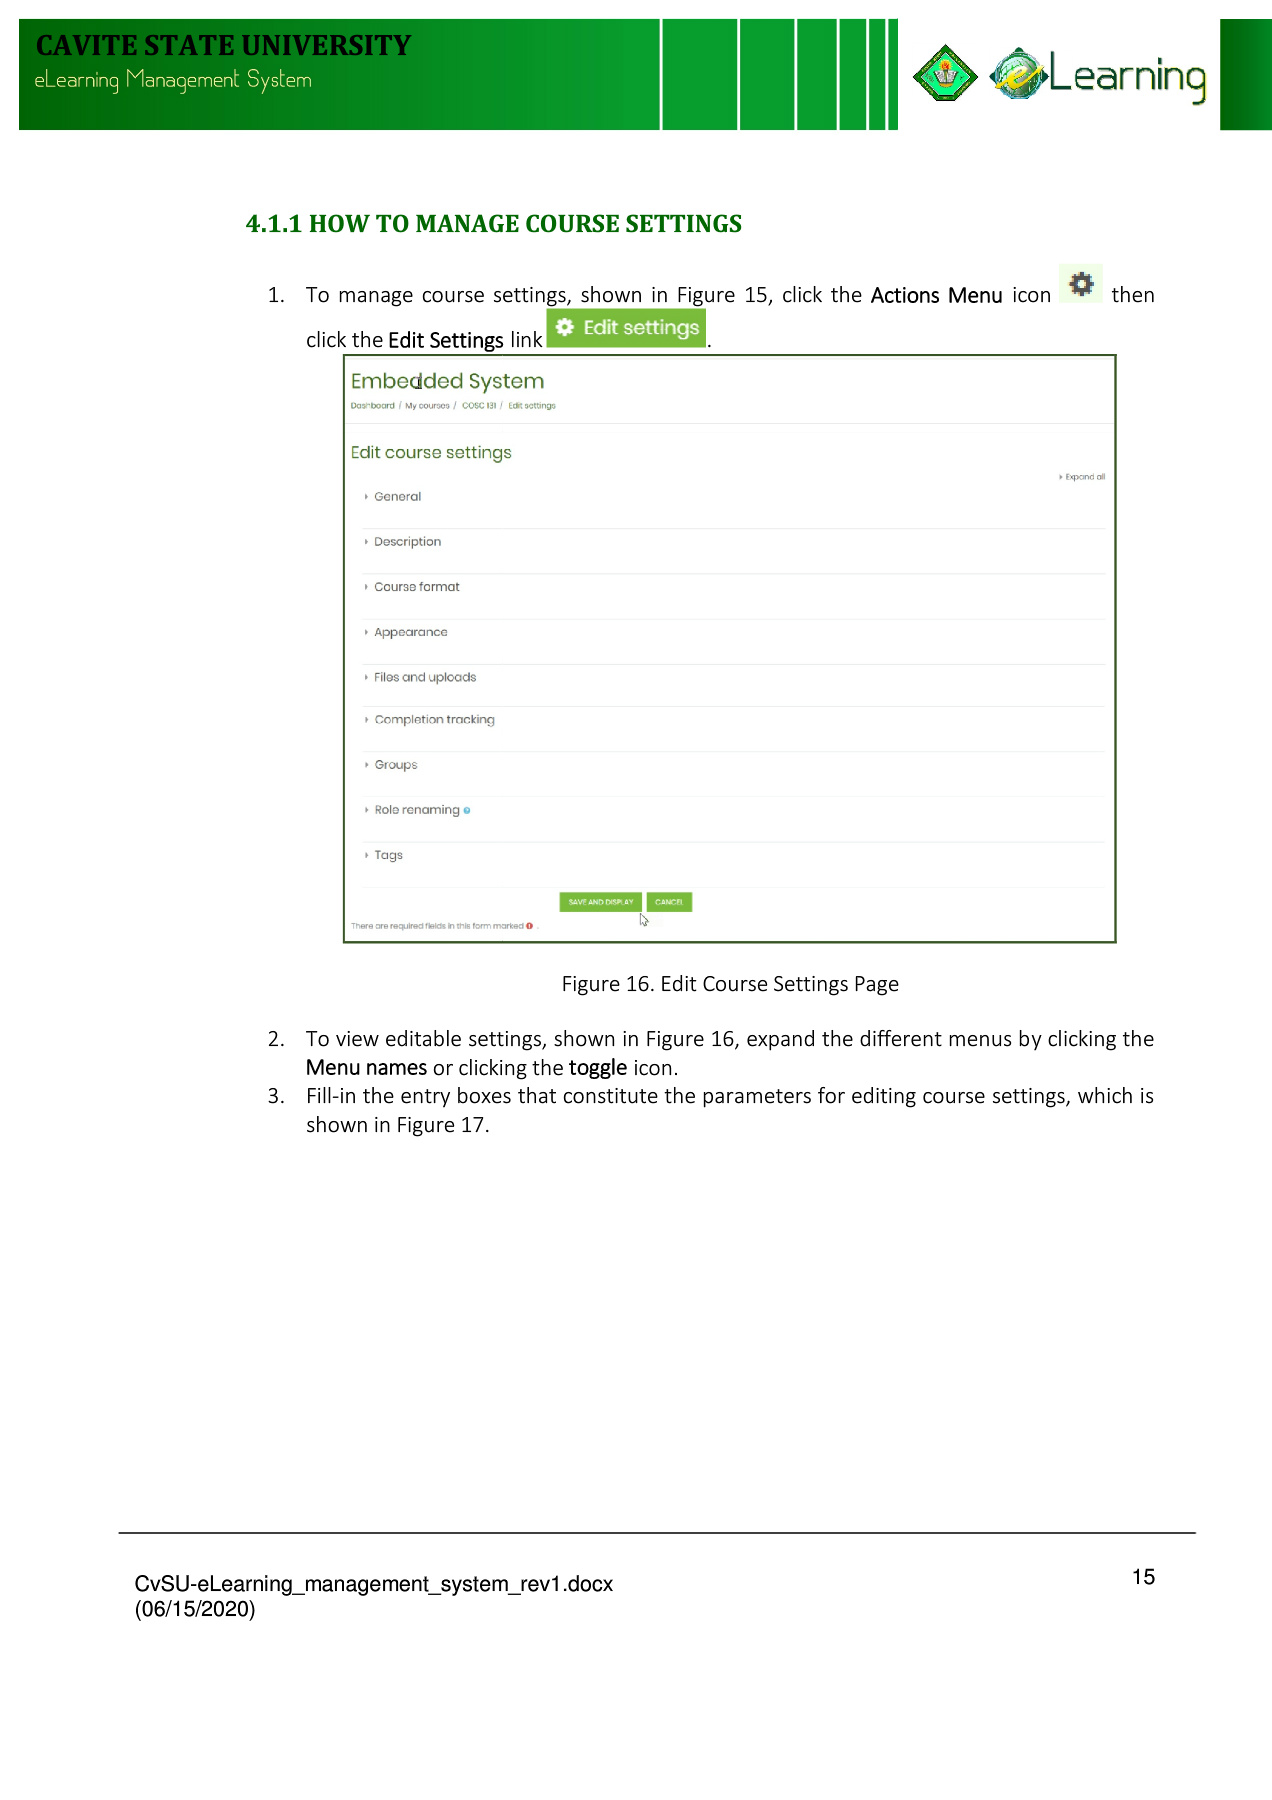 CAVITE STATE UNIVERSITY
eLearning Management System
eLearning
4.1.1 HOW TO MANAGE COURSE SETTINGS
1. To manage course settings, shown in Figure 15, click the Actions Menu icon then
click the Edit Settings link Edit settings.
Embedded System
Dashboard / My courses / COSC 131 / Edit settings
Edit course settings
Expand all
General
Description
Course format
Appearance
Files and uploads
Completion tracking
Groups
Role renaming
Tags
SAVE AND DISPLAY CANCEL
There are required fields in this form marked .
Figure 16. Edit Course Settings Page
2. To view editable settings, shown in Figure 16, expand the different menus by clicking the
Menu names or clicking the toggle icon.
3. Fill-in the entry boxes that constitute the parameters for editing course settings, which is
shown in Figure 17.
CvSU-eLearning_management_system_rev1.docx 15
(06/15/2020)